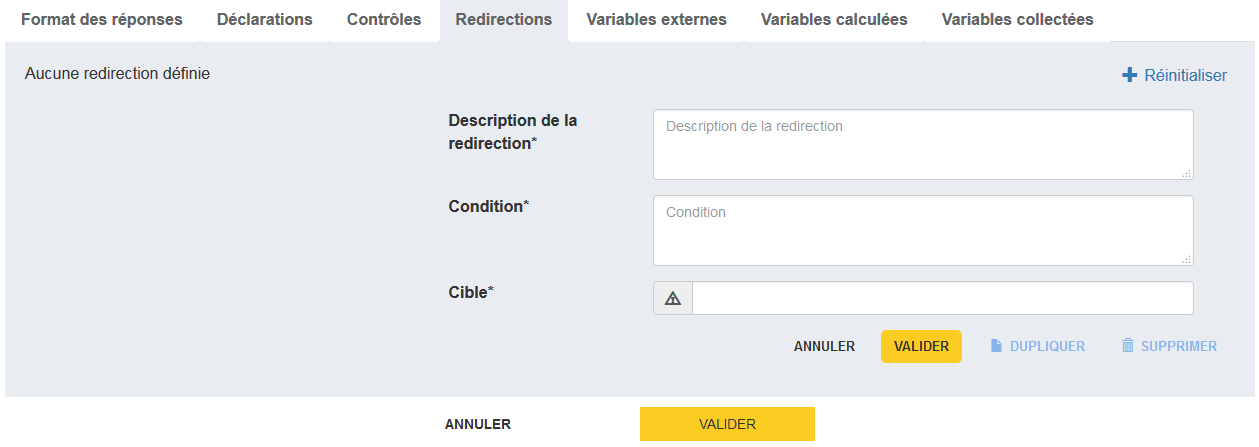 Format des réponses Déclarations Contrôles Redirections Variables externes Variables calculées Variables collectées
Aucune redirection définie
Réinitialiser
Description de la
redirection*
Description de la redirection
Condition*
Condition
Cible*
ANNULER VALIDER DUPLIQUER SUPPRIMER
ANNULER VALIDER